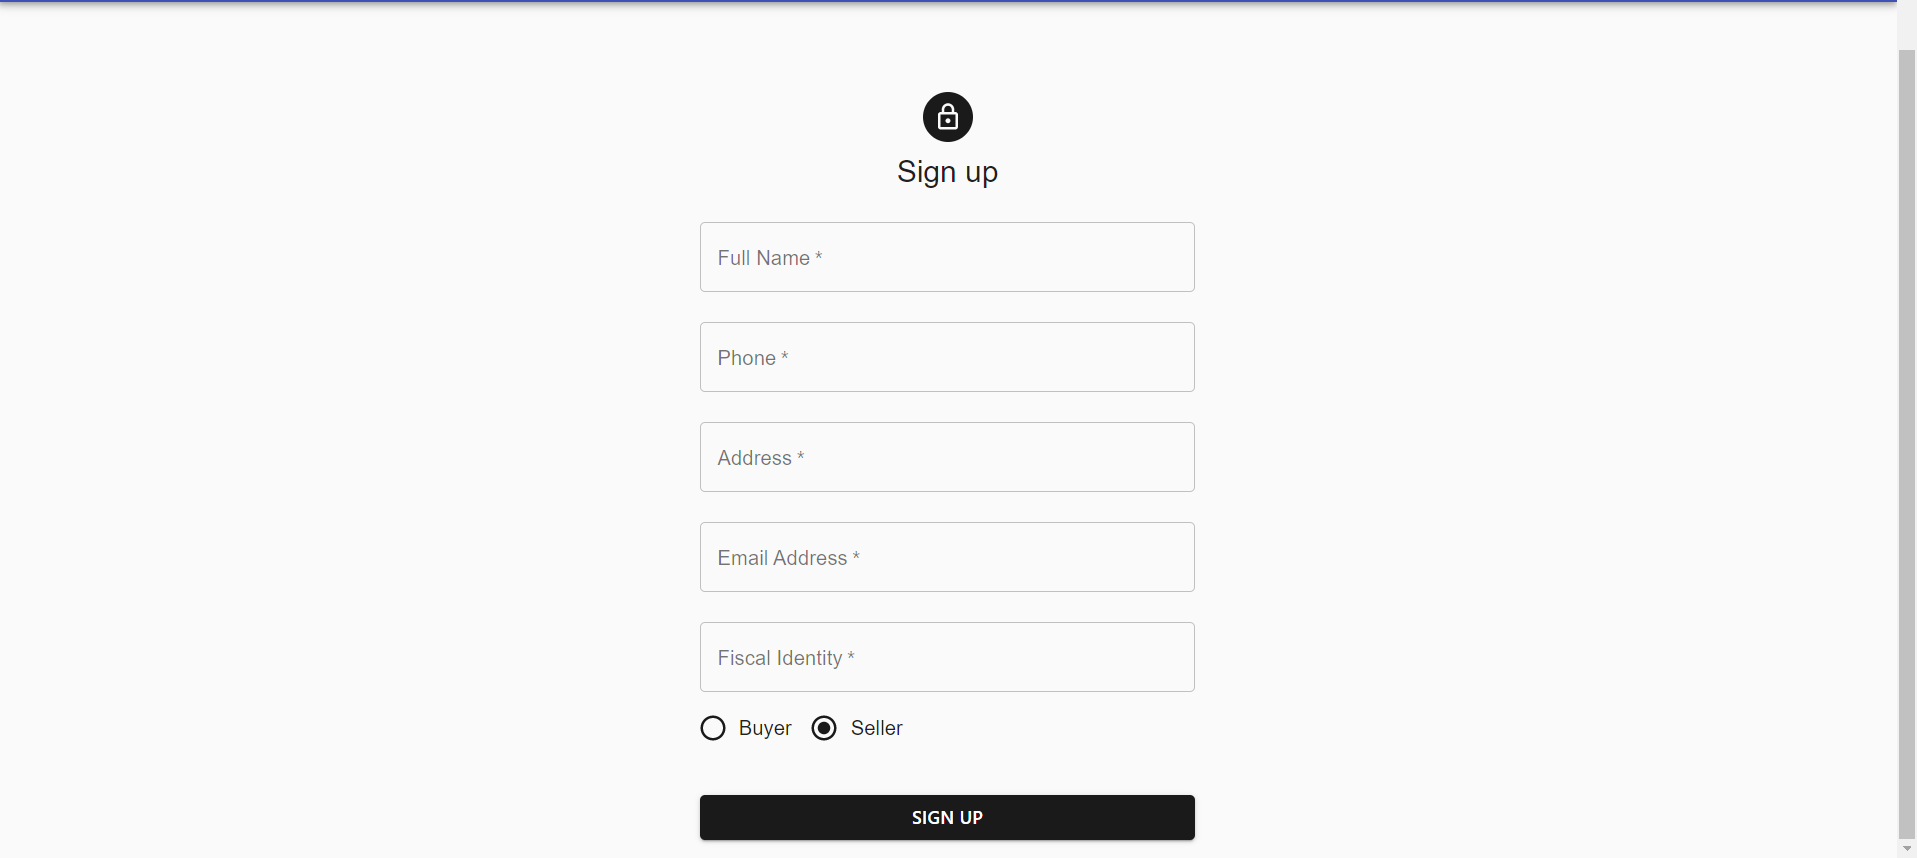 Sign up
Full Name *
Phone *
Address *
Email Address *
Fiscal Identity *
Buyer Seller
SIGN UP